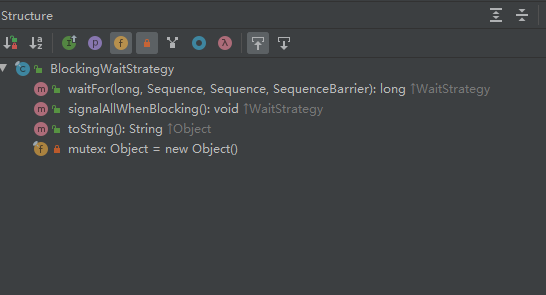 Structure
BlockingWaitStrategy
waitFor(long, Sequence, Sequence, SequenceBarrier): long ↑WaitStrategy
signalAllWhenBlocking(): void ↑WaitStrategy
toString(): String ↑Object
mutex: Object = new Object()